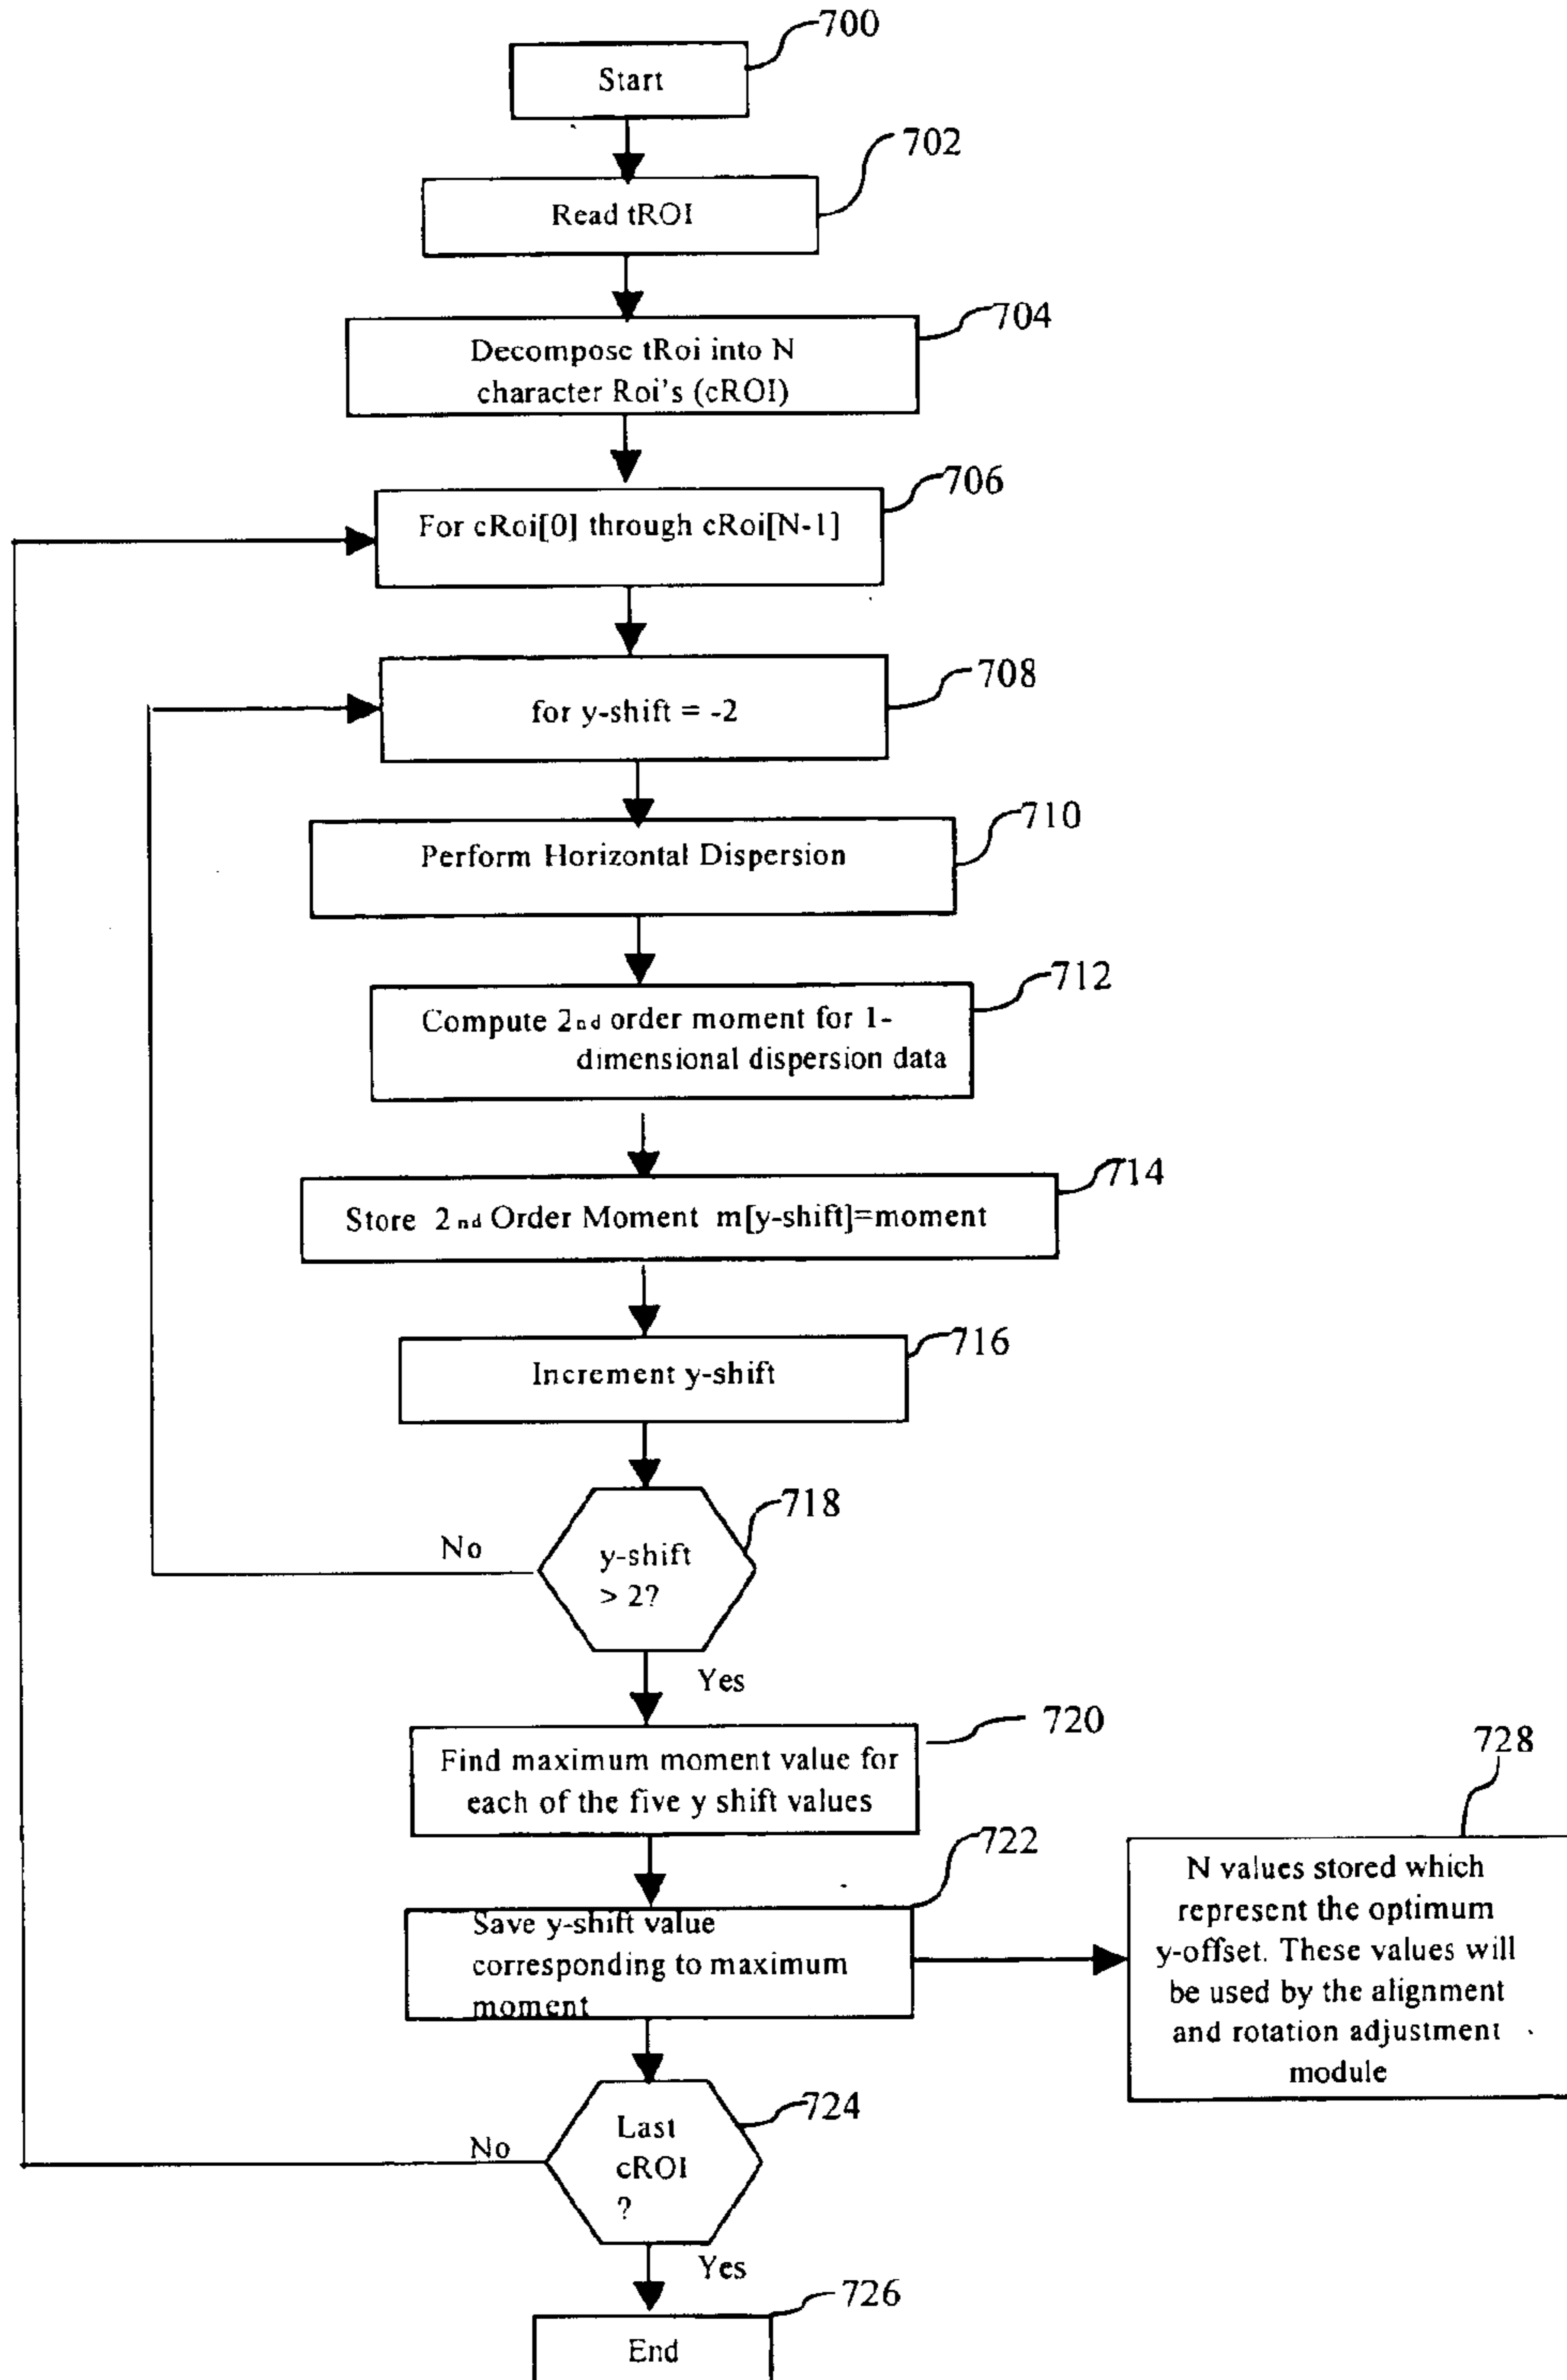 700
Start
702
Read tROI
704
Decompose tRoi into N
character Roi's (cROI)
706
For cRoi[0] through cRoi[N-1]
708
for y-shift = -2
710
Perform Horizontal Dispersion
712
Compute 2nd order moment for 1-
dimensional dispersion data
714
Store 2nd Order Moment m[y-shift]=moment
716
Increment y-shift
718
No
y-shift
> 2?
Yes
720
Find maximum moment value for
each of the five y shift values
722
Save y-shift value
corresponding to maximum
moment
728
N values stored which
represent the optimum
y-offset. These values will
be used by the alignment
and rotation adjustment
module
724
No
Last
cROI
?
Yes
726
End